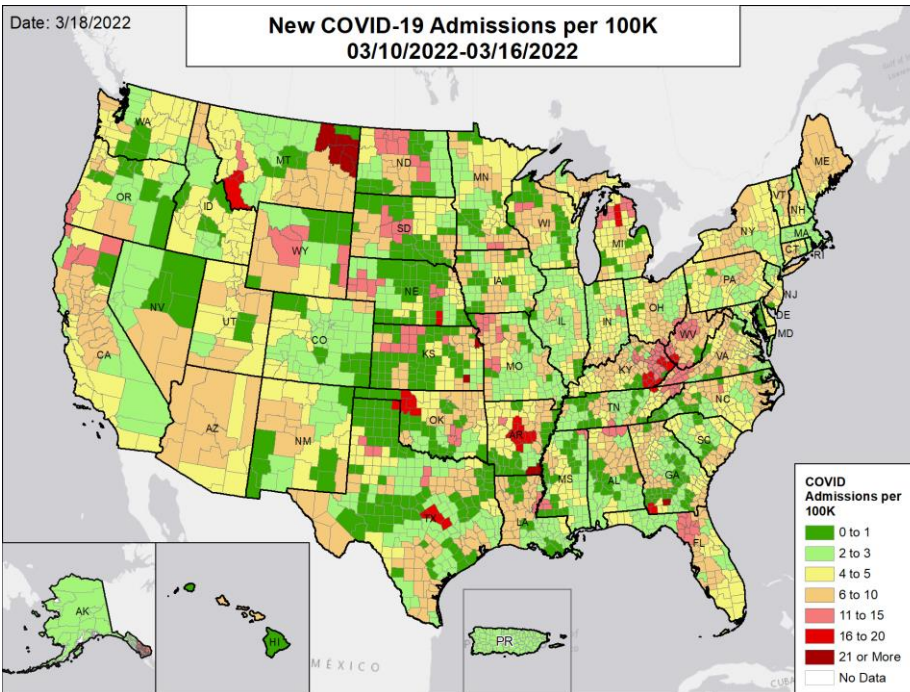 Date: 3/18/2022
New COVID-19 Admissions per 100K
03/10/2022-03/16/2022
WA
MT
ND
MN
ME
OR
ID
WY
SD
WI
MI
VT
NH
NY
MA
CT
RI
NV
UT
CO
NE
IA
IL
IN
OH
PA
NJ
DE
MD
WV
VA
CA
KS
MO
KY
NC
TN
SC
AZ
NM
OK
AR
MS
AL
GA
TX
LA
FL
AK
HI
PR
MÉXICO
CUBA
COVID
Admissions per
100K
0 to 1
2 to 3
4 to 5
6 to 10
11 to 15
16 to 20
21 or More
No Data